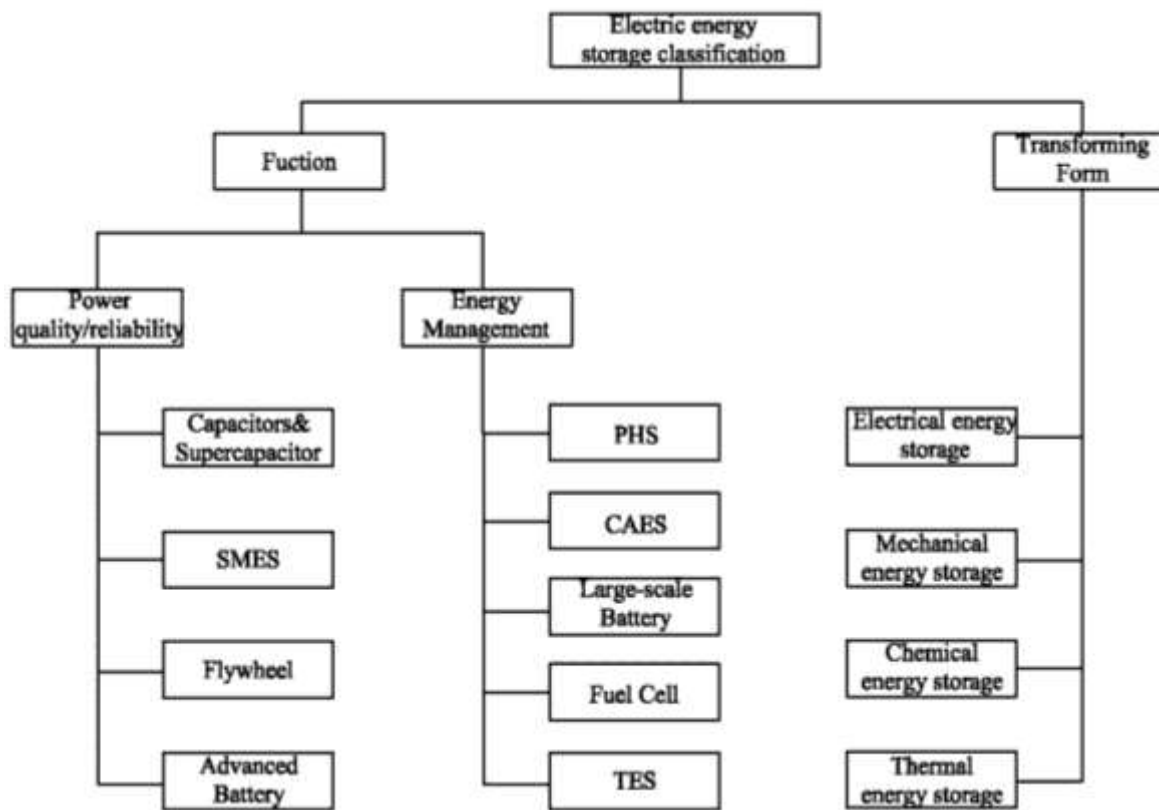 Electric energy
storage classification
Fuction
Transforming
Form
Power
quality/reliability
Energy
Management
Capacitors&
Supercapacitor
PHS
Electrical energy
storage
SMES
CAES
Mechanical
energy storage
Large-scale
Battery
Flywheel
Fuel Cell
Chemical
energy storage
Advanced
Battery
TES
Thermal
energy storage